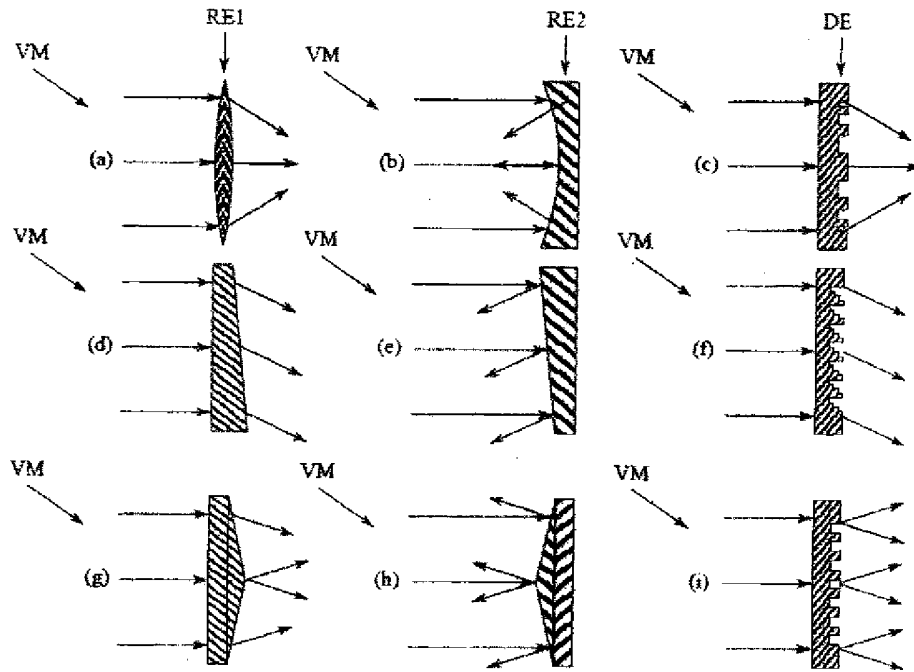 RE1 RE2 DE
VM VM VM
(a) (b) (c)
VM VM VM
(d) (e) (f)
VM VM VM
(g) (h) (i)